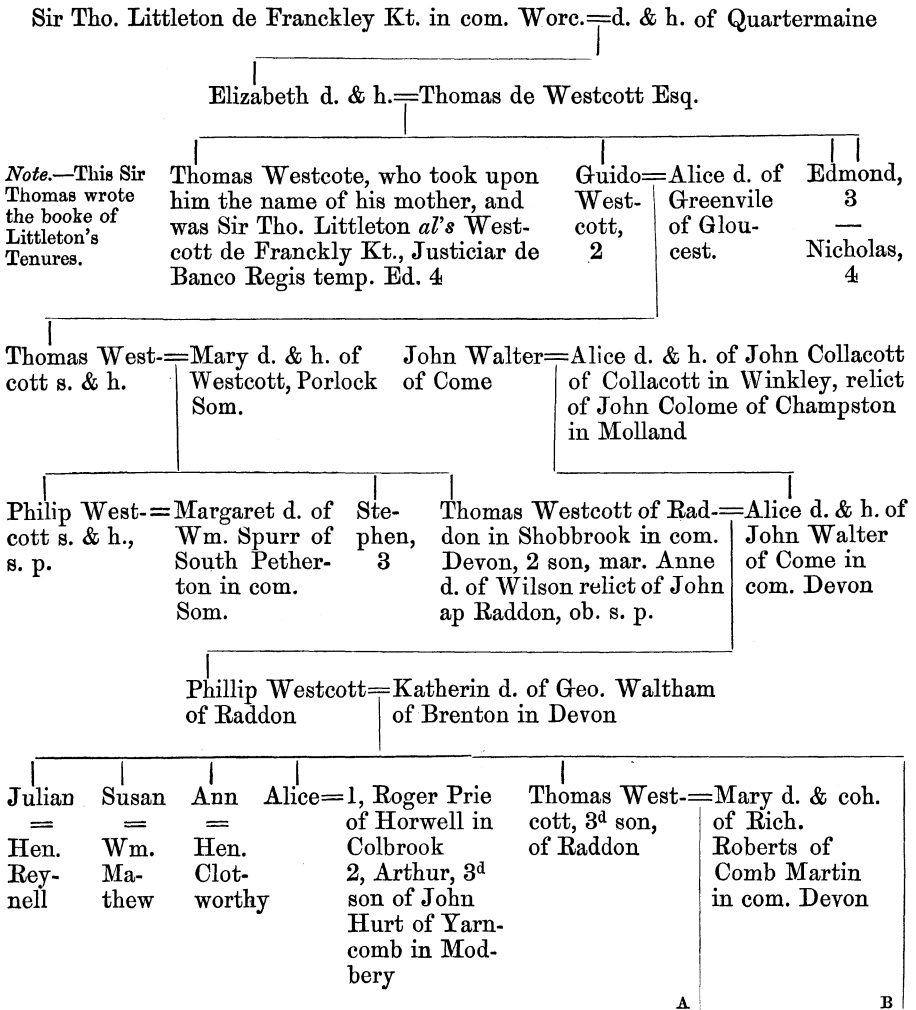 Sir Tho. Littleton de Franckley Kt. in com. Worc.=d. & h. of Quartermaine
Elizabeth d. & h.=Thomas de Westcott Esq.
Note.—This Sir
Thomas wrote
the booke of
Littleton's
Tenures.
Thomas Westcote, who took upon
him the name of his mother, and
was Sir Tho. Littleton al's West-
cott de Franckly Kt., Justiciar de
Banco Regis temp. Ed. 4
Guido=
West-
cott,
2
Alice d. of
Greenvile
of Glou-
cest.
Edmond,
3
—
Nicholas,
4
Thomas West-=
cott s. & h.
Mary d. & h. of
Westcott, Porlock
Som.
John Walter=
of Come
Alice d. & h. of John Collacott
of Collacott in Winkley, relict
of John Colome of Champston
in Molland
Philip West-=
cott s. & h.,
s. p.
Margaret d. of
Wm. Spurr of
South Pether-
ton in com.
Som.
Ste-
phen,
3
Thomas Westcott of Rad-=
don in Shobbrook in com.
Devon, 2 son, mar. Anne
d. of Wilson relict of John
ap Raddon, ob. s. p.
Alice d. & h. of
John Walter
of Come in
com. Devon
Phillip Westcott=
of Raddon
Katherin d. of Geo. Waltham
of Brenton in Devon
Julian
=
Hen.
Rey-
nell
Susan
=
Wm.
Ma-
thew
Ann
=
Hen.
Clot-
worthy
Alice=1, Roger Prie
of Horwell in
Colbrook
2, Arthur, 3d
son of John
Hurt of Yarn-
comb in Mod-
bery
Thomas West-=
cott, 3d son,
of Raddon
Mary d. & coh.
of Rich.
Roberts of
Comb Martin
in com. Devon
A
B